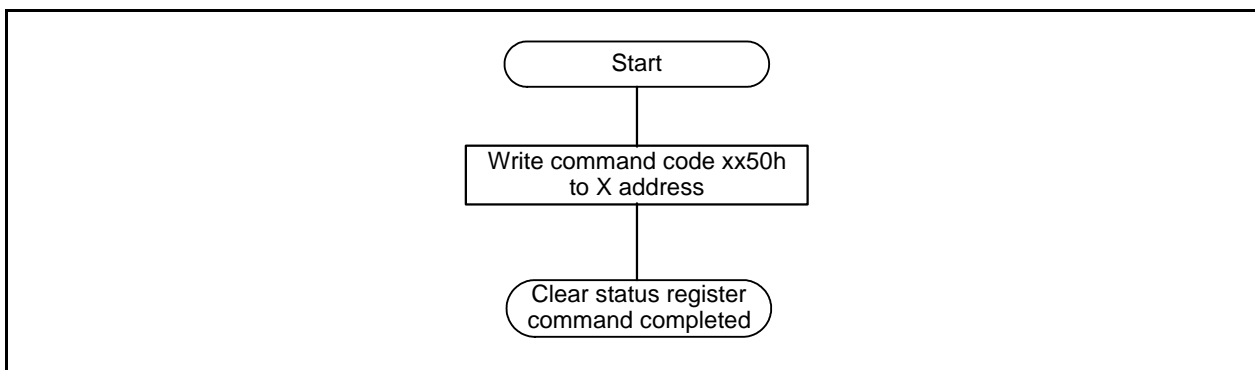 Start
Write command code xx50h
to X address
Clear status register
command completed